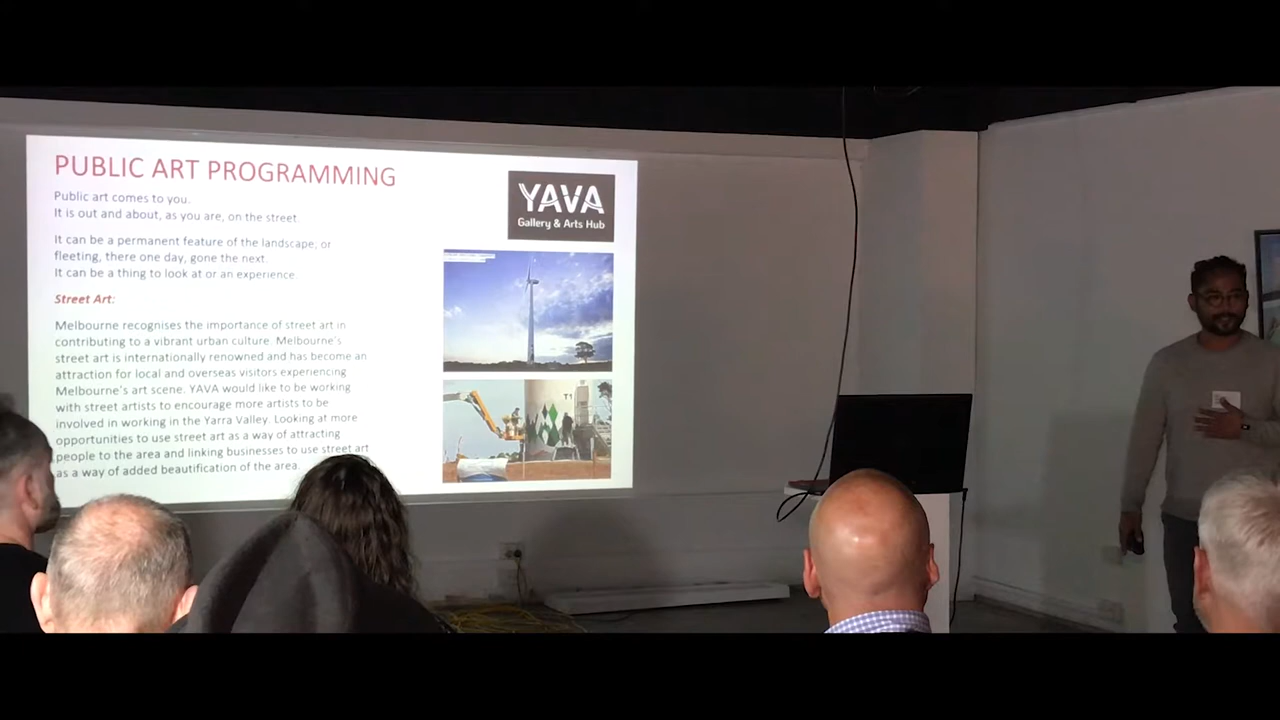 PUBLIC ART PROGRAMMING
Public art comes to you.
It is out and about, as you are, on the street.
It can be a permanent feature of the landscape, or
fleeting, there one day, gone the next.
It can be a thing to look at or an experience.
Street Art:
Melbourne recognises the importance of street art in
contributing to a vibrant urban culture. Melbourne's
street art is internationally renowned and has become an
attraction for local and overseas visitors experiencing
Melbourne's art scene. YAVA would like to be working
with street artists to encourage more artists to be
involved in working in the Yarra Valley. Looking at more
opportunities to use street art as a way of attracting
people to the area and linking businesses to use street art
as a way of added beautification of the area.
YAVA
Gallery & Arts Hub
T1